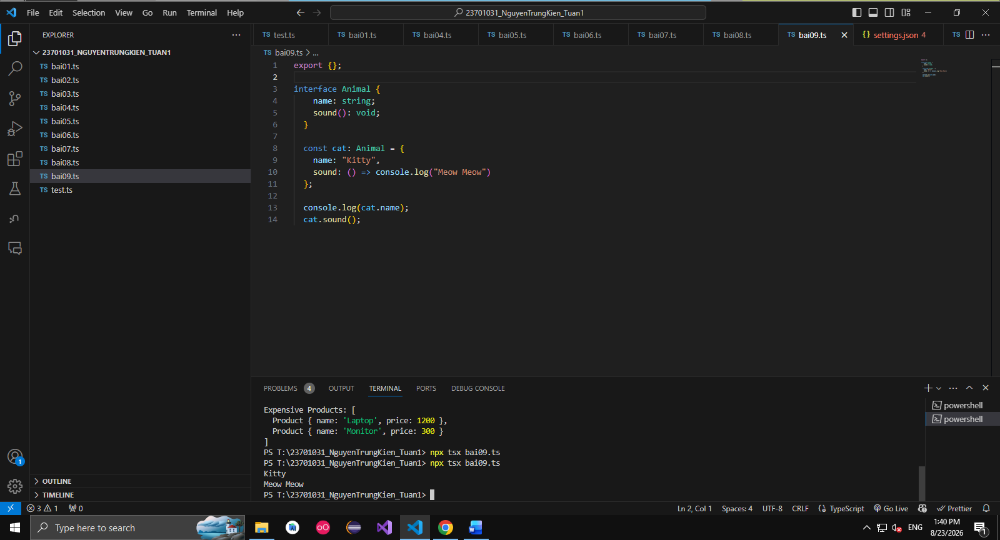 File Edit Selection View Go Run Terminal Help
23701031_NguyenTrungKien_Tuan1
EXPLORER
23701031_NGUYENTRUNGKIEN_TUAN1
TS bai01.ts
TS bai02.ts
TS bai03.ts
TS bai04.ts
TS bai05.ts
TS bai06.ts
TS bai07.ts
TS bai08.ts
TS bai09.ts
TS test.ts
OUTLINE
TIMELINE
TS test.ts TS bai01.ts TS bai04.ts TS bai05.ts TS bai06.ts TS bai07.ts TS bai08.ts TS bai09.ts {} settings.json 4 TS
TS bai09.ts > ...
1 export {};
2
3 interface Animal {
4 name: string;
5 sound(): void;
6 }
7
8 const cat: Animal = {
9 name: "Kitty",
10 sound: () => console.log("Meow Meow")
11 };
12
13 console.log(cat.name);
14 cat.sound();
PROBLEMS 4 OUTPUT TERMINAL PORTS DEBUG CONSOLE
Expensive Products: [
Product { name: 'Laptop', price: 1200 },
Product { name: 'Monitor', price: 300 }
]
PS T:\23701031_NguyenTrungKien_Tuan1> npx tsx bai09.ts
PS T:\23701031_NguyenTrungKien_Tuan1> npx tsx bai09.ts
Kitty
Meow Meow
PS T:\23701031_NguyenTrungKien_Tuan1>
powershell
powershell
1
3 1 0 Ln 2, Col 1 Spaces: 4 UTF-8 CRLF {} TypeScript Go Live Prettier
Type here to search
ENG
1:40 PM
8/23/2026
1